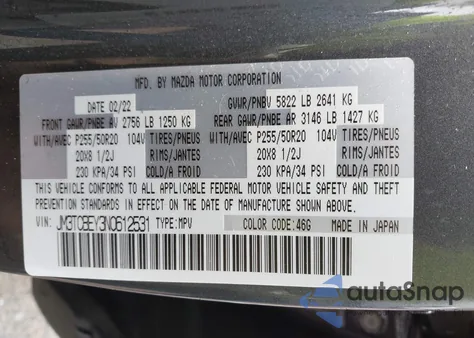 MFD. BY MAZDA MOTOR CORPORATION
DATE 02/22 GVWR/PNBV 5822 LB 2641 KG
FRONT GAWR/PNBE AV 2756 LB 1250 KG REAR GAWR/PNBE AR 3146 LB 1427 KG
WITH/AVEC P255/50R20 104V TIRES/PNEUS WITH/AVEC P255/50R20 104V TIRES/PNEUS
20X8 1/2J RIMS/JANTES 20X8 1/2J RIMS/JANTES
230 KPA/34 PSI COLD/A FROID 230 KPA/34 PSI COLD/A FROID
THIS VEHICLE CONFORMS TO ALL APPLICABLE FEDERAL MOTOR VEHICLE SAFETY AND THEFT
PREVENTION STANDARDS IN EFFECT ON THE DATE OF MANUFACTURE SHOWN ABOVE.
VIN: JM3TCBEY3N0612531 TYPE:MPV COLOR CODE:46G MADE IN JAPAN
autoSnap